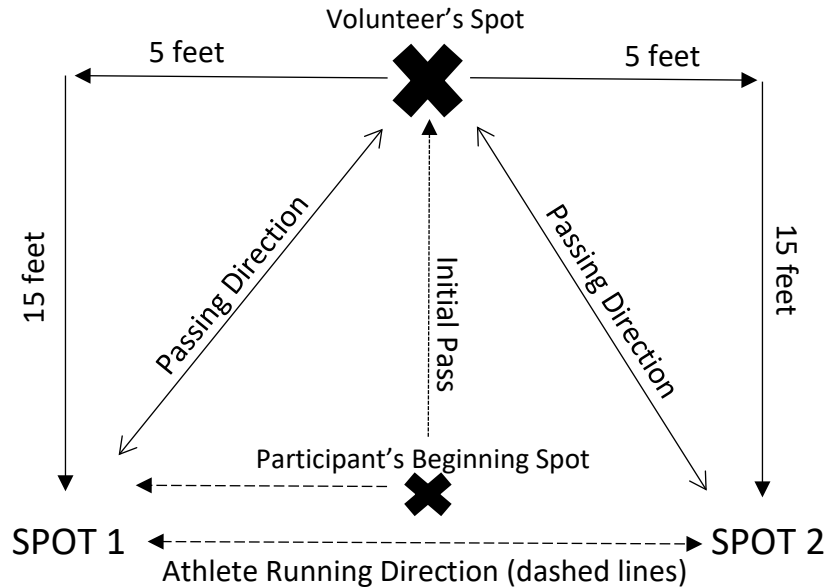 Volunteer’s Spot
5 feet
5 feet
15 feet
Passing Direction
Initial Pass
Passing Direction
15 feet
Participant’s Beginning Spot
SPOT 1
SPOT 2
Athlete Running Direction (dashed lines)